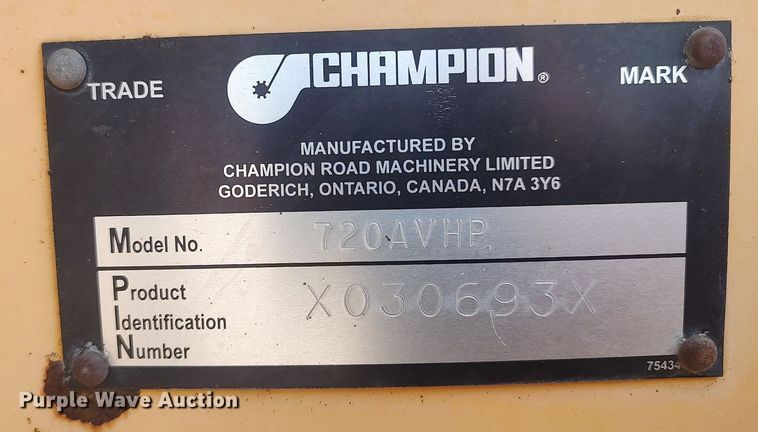 TRADE CHAMPION ® MARK
MANUFACTURED BY
CHAMPION ROAD MACHINERY LIMITED
GODERICH, ONTARIO, CANADA, N7A 3Y6
Model No. 720AVHP
Product
Identification
Number
X030693X
75434
Purple Wave Auction